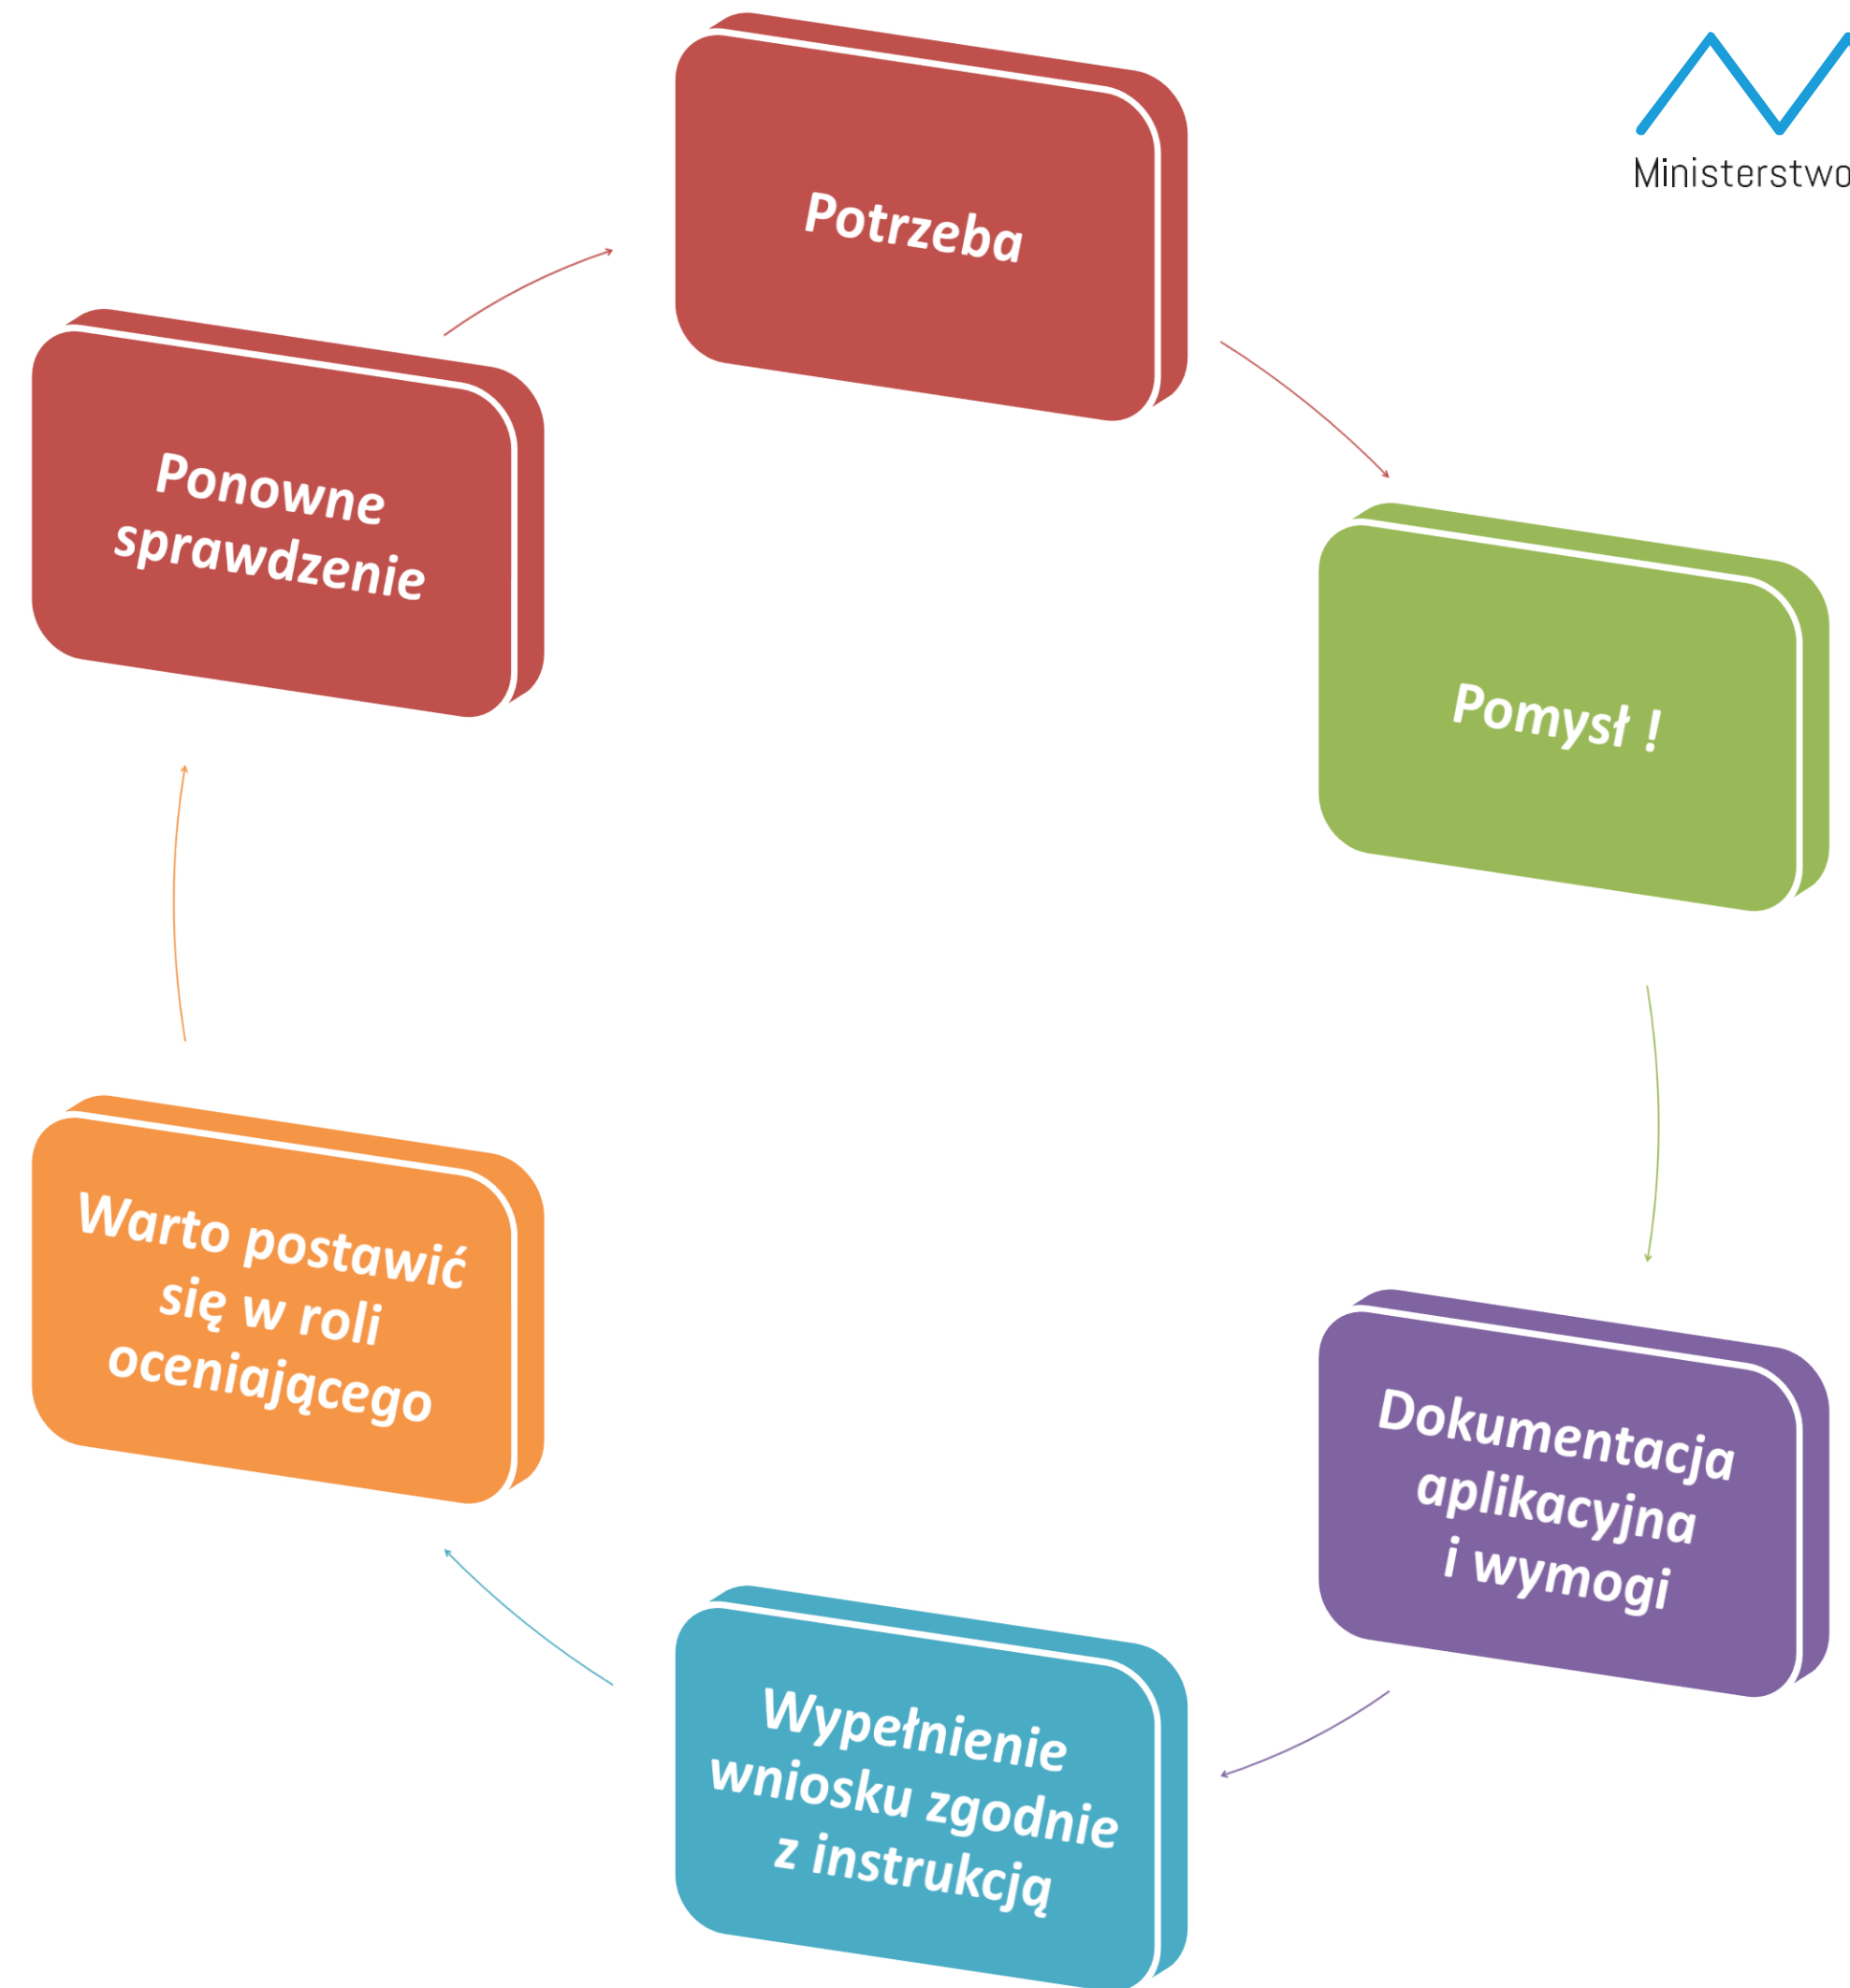 Potrzeba
Ministerstwo
Pomysł !
Dokumentacja
aplikacyjna
i wymogi
Wypełnienie
wniosku zgodnie
z instrukcją
Warto postawić
się w roli
oceniającego
Ponowne
sprawdzenie